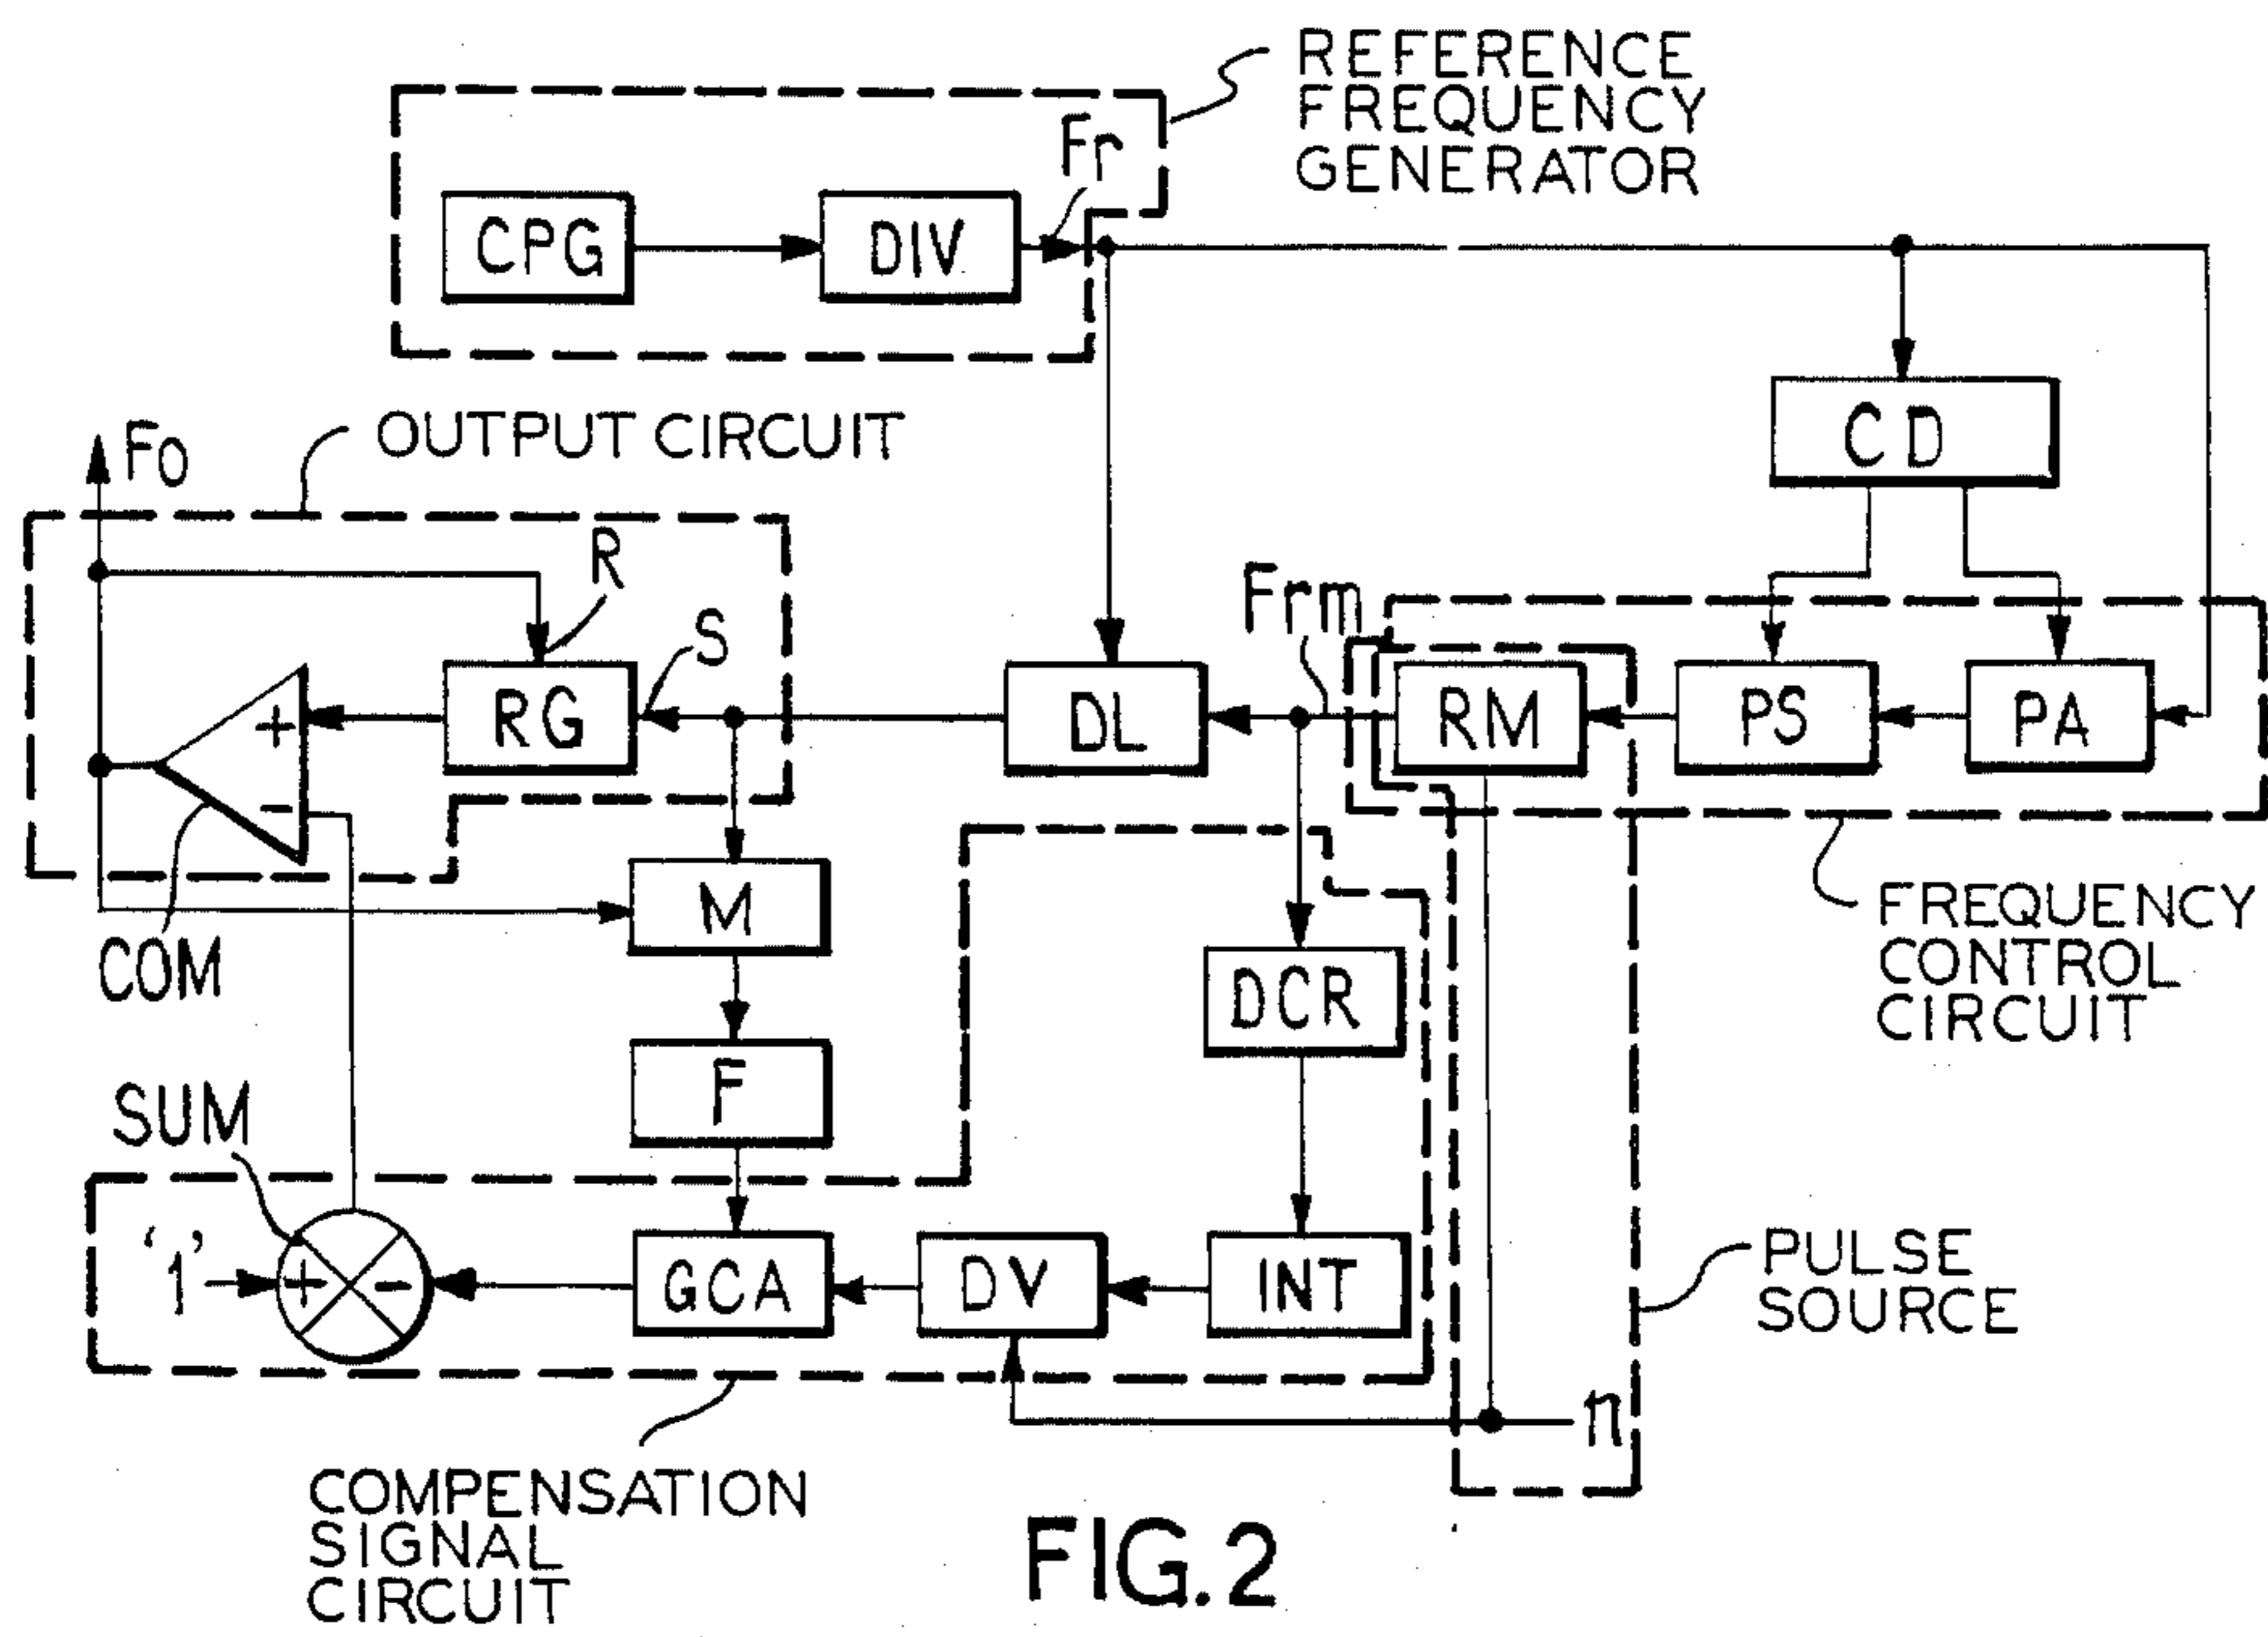 REFERENCE
FREQUENCY
GENERATOR
Fr
CPG
DIV
CD
OUTPUT CIRCUIT
Fo
R
S
Frm
RG
DL
RM
PS
PA
+
-
M
COM
FREQUENCY
CONTROL
CIRCUIT
DCR
F
SUM
'1'
+
-
GCA
DV
INT
PULSE
SOURCE
n
COMPENSATION
SIGNAL
CIRCUIT
FIG.2